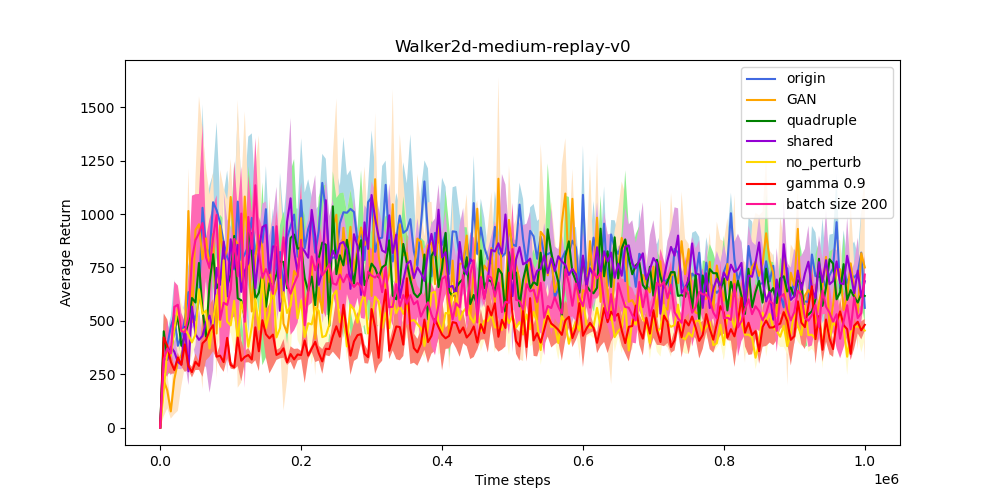 Walker2d-medium-replay-v0
Average Return
1500
1250
1000
750
500
250
0
origin
GAN
quadruple
shared
no_perturb
gamma 0.9
batch size 200
0.0
0.2
0.4
0.6
0.8
1.0
1e6
Time steps